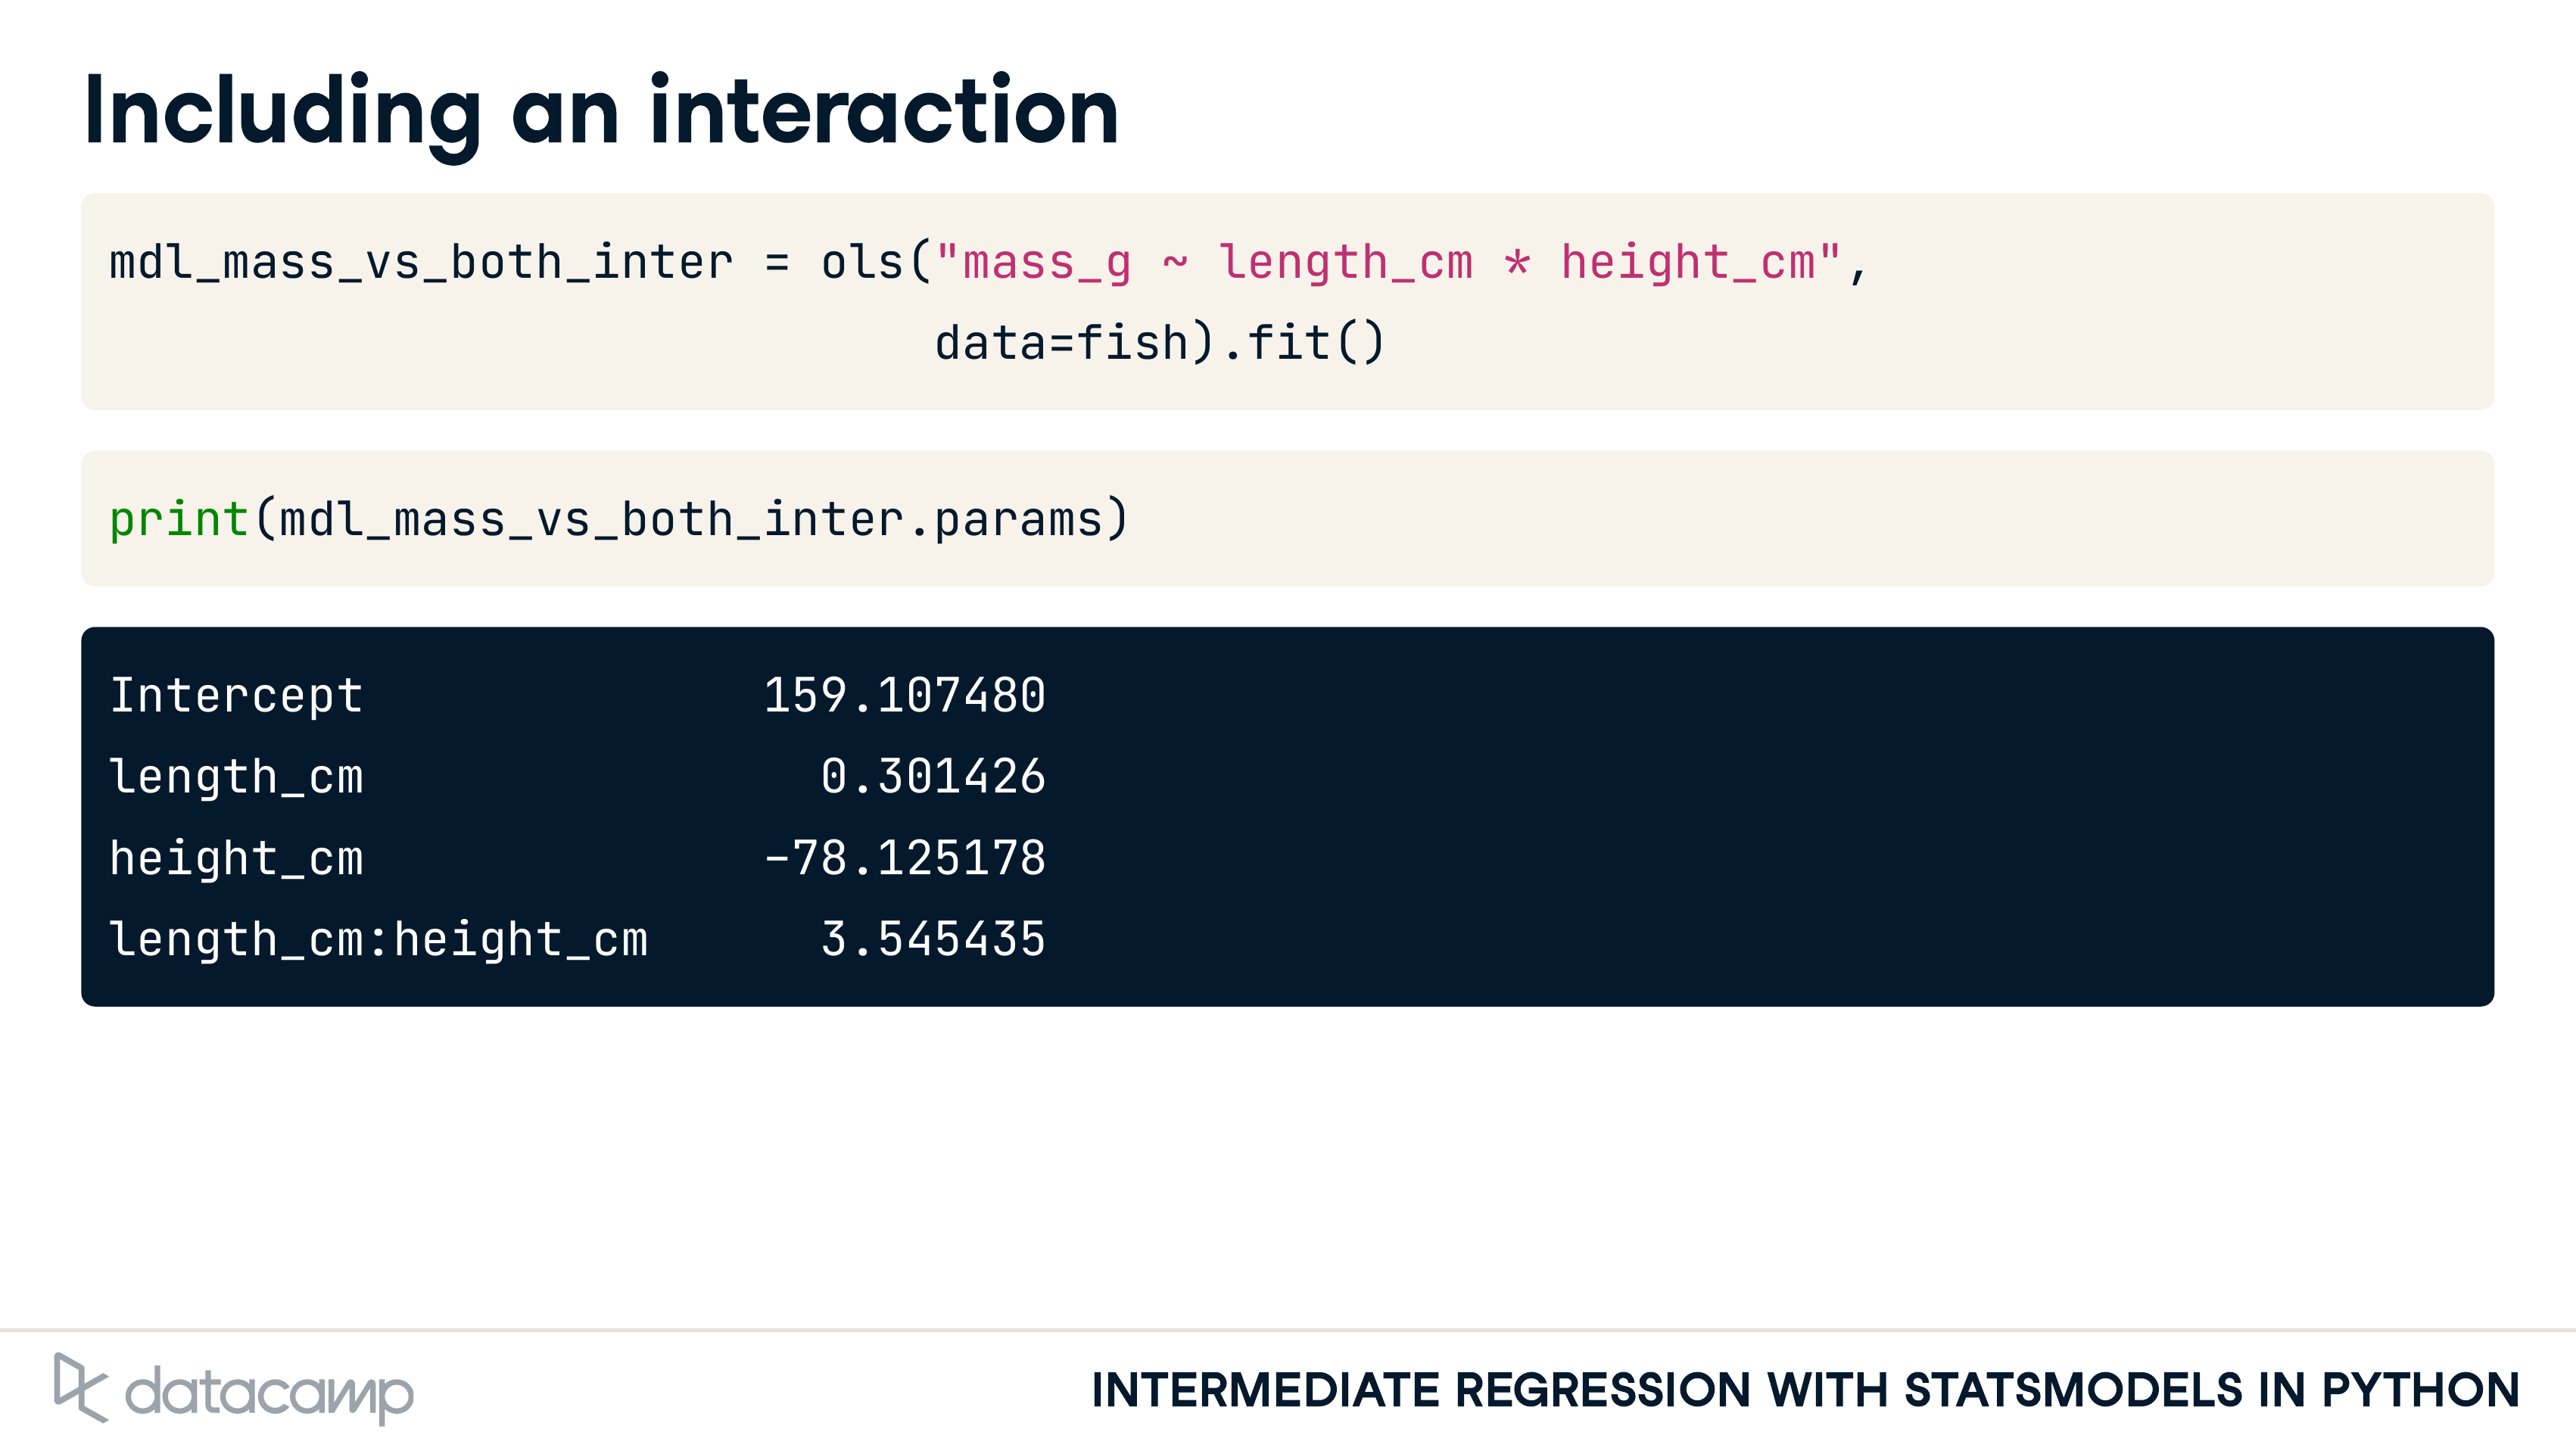 Including an interaction
mdl_mass_vs_both_inter = ols("mass_g ~ length_cm * height_cm",
                             data=fish).fit()
print(mdl_mass_vs_both_inter.params)
Intercept              159.107480
length_cm                0.301426
height_cm              -78.125178
length_cm:height_cm      3.545435
datacamp
INTERMEDIATE REGRESSION WITH STATSMODELS IN PYTHON